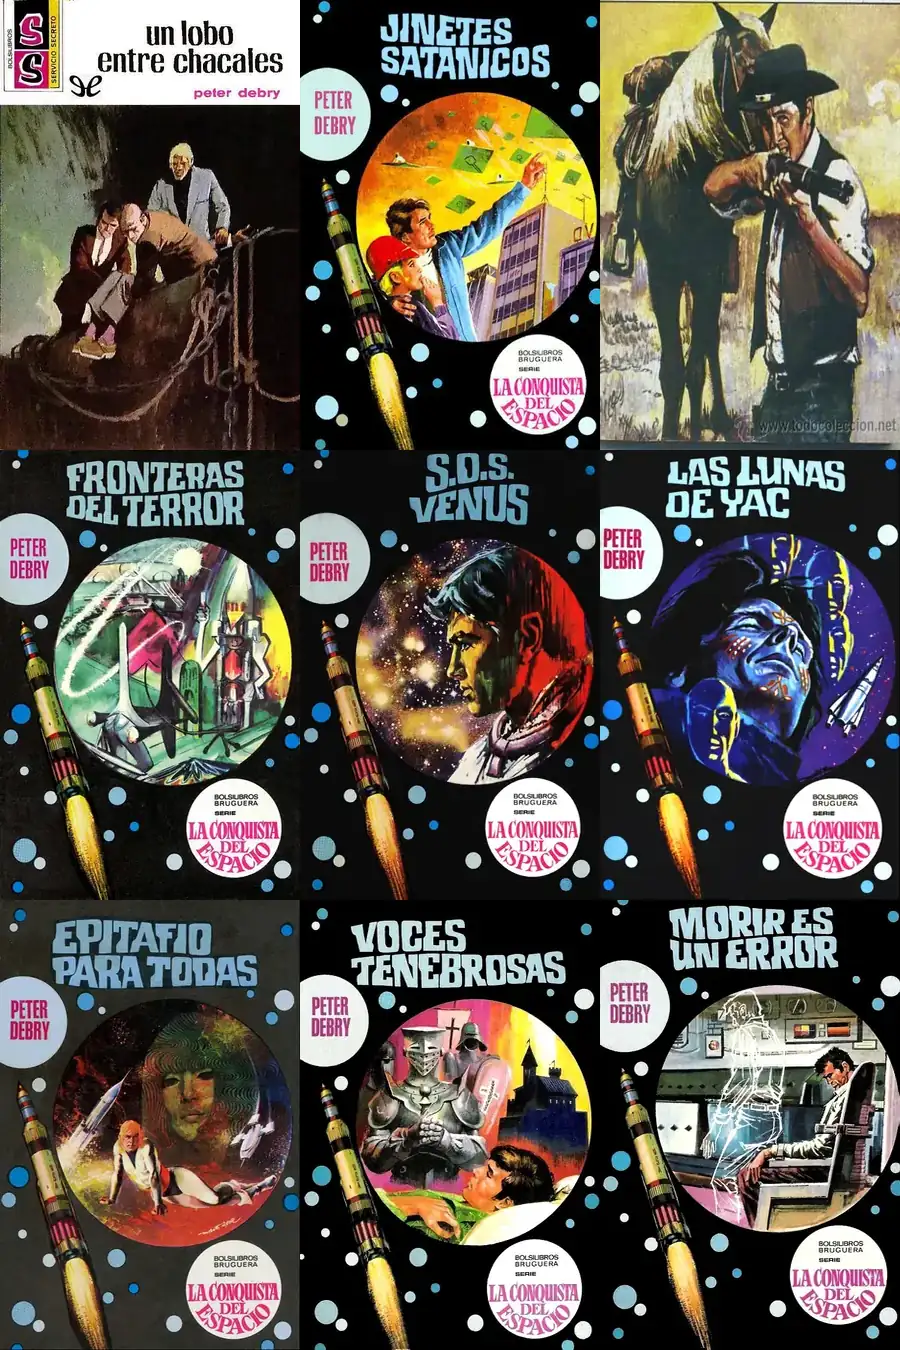 BOLSILIBROS
SS
SERVICIO SECRETO
un lobo
entre chacales
peter debry
JINETES
SATANICOS
PETER
DEBRY
BOLSILIBROS
BRUGUERA
SERIE
LA CONQUISTA
DEL
ESPACIO
www.todocoleccion.net
FRONTERAS
DEL TERROR
PETER
DEBRY
BOLSILIBROS
BRUGUERA
SERIE
LA CONQUISTA
DEL
ESPACIO
S.O.S.
VENUS
PETER
DEBRY
BOLSILIBROS
BRUGUERA
SERIE
LA CONQUISTA
DEL
ESPACIO
LAS LUNAS
DE YAC
PETER
DEBRY
BOLSILIBROS
BRUGUERA
SERIE
LA CONQUISTA
DEL
ESPACIO
EPITAFIO
PARA TODAS
PETER
DEBRY
BOLSILIBROS
BRUGUERA
SERIE
LA CONQUISTA
DEL
ESPACIO
VOCES
TENEBROSAS
PETER
DEBRY
BOLSILIBROS
BRUGUERA
SERIE
LA CONQUISTA
DEL
ESPACIO
MORIR ES
UN ERROR
PETER
DEBRY
BOLSILIBROS
BRUGUERA
SERIE
LA CONQUISTA
DEL
ESPACIO